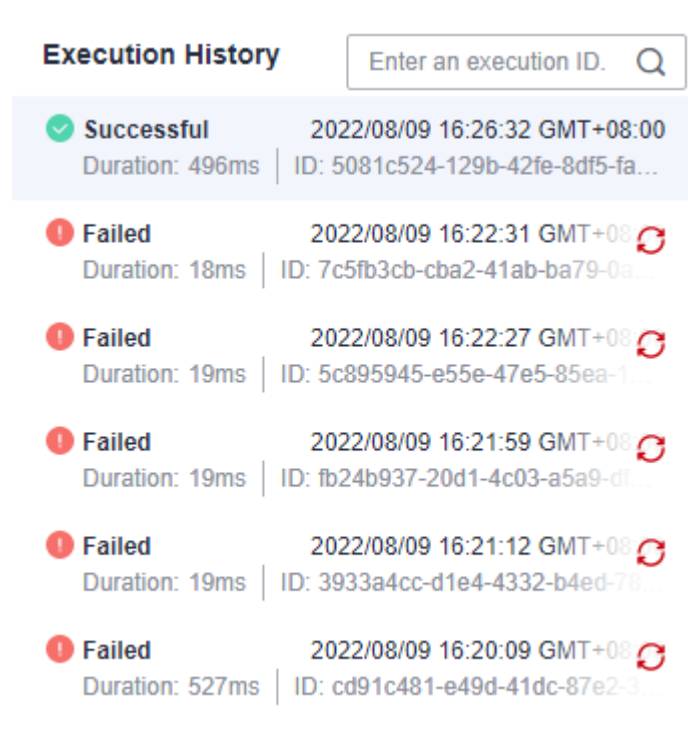 Execution History
Enter an execution ID.
Successful 2022/08/09 16:26:32 GMT+08:00
Duration: 496ms ID: 5081c524-129b-42fe-8df5-fa...
Failed 2022/08/09 16:22:31 GMT+08
Duration: 18ms ID: 7c5fb3cb-cba2-41ab-ba79-0a...
Failed 2022/08/09 16:22:27 GMT+08
Duration: 19ms ID: 5c895945-e55e-47e5-85ea-1...
Failed 2022/08/09 16:21:59 GMT+08
Duration: 19ms ID: fb24b937-20d1-4c03-a5a9-df...
Failed 2022/08/09 16:21:12 GMT+08
Duration: 19ms ID: 3933a4cc-d1e4-4332-b4ed-78...
Failed 2022/08/09 16:20:09 GMT+08
Duration: 527ms ID: cd91c481-e49d-41dc-87e2-3...